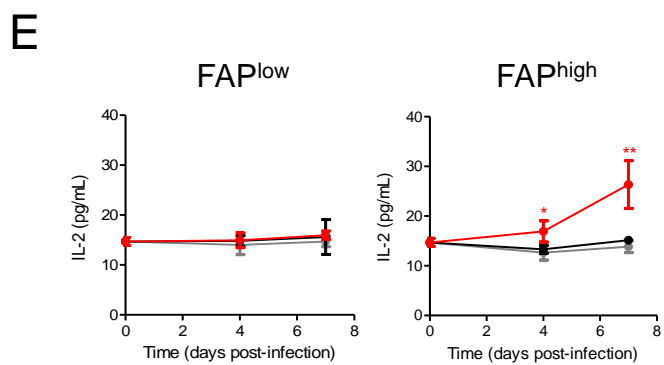 E
FAPlow
FAPhigh
IL-2 (pg/mL)
40
30
20
10
0
0 2 4 6 8
Time (days post-infection)
IL-2 (pg/mL)
40
30
20
10
0
* **
0 2 4 6 8
Time (days post-infection)